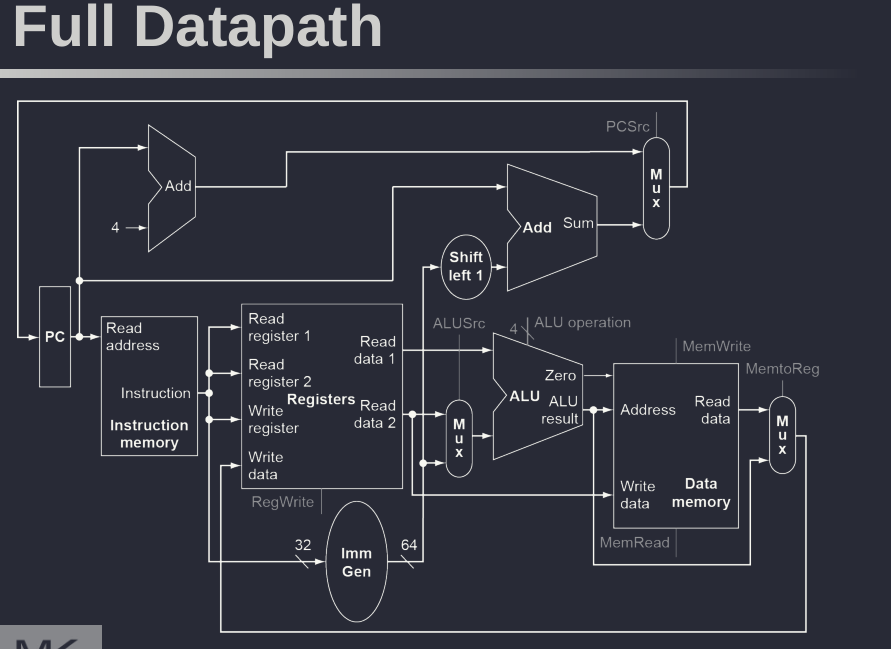 Full Datapath
PCSrc
M
u
x
Add
4
Add Sum
Shift
left 1
PC
Read
address
Instruction
Instruction
memory
Read
register 1
Read
register 2
Write
register
Write
data
Registers
Read
data 1
Read
data 2
RegWrite
ALUSrc
M
u
x
4
ALU operation
Zero
ALU
ALU
result
MemWrite
Address
Read
data
Write
data
Data
memory
MemRead
MemtoReg
M
u
x
32
Imm
Gen
64
MK